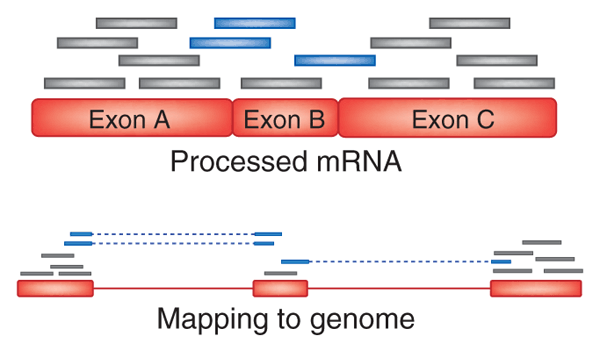 Exon A Exon B Exon C
Processed mRNA
Mapping to genome